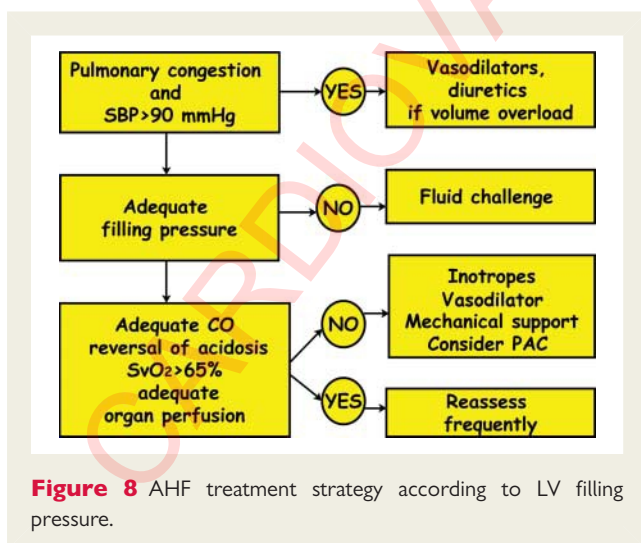 Pulmonary congestion
and
SBP>90 mmHg
YES
Vasodilators,
diuretics
if volume overload
Adequate
filling pressure
NO
Fluid challenge
Adequate CO
reversal of acidosis
SvO2>65%
adequate
organ perfusion
NO
Inotropes
Vasodilator
Mechanical support
Consider PAC
YES
Reassess
frequently
CARDIOVA
Figure 8 AHF treatment strategy according to LV filling
pressure.